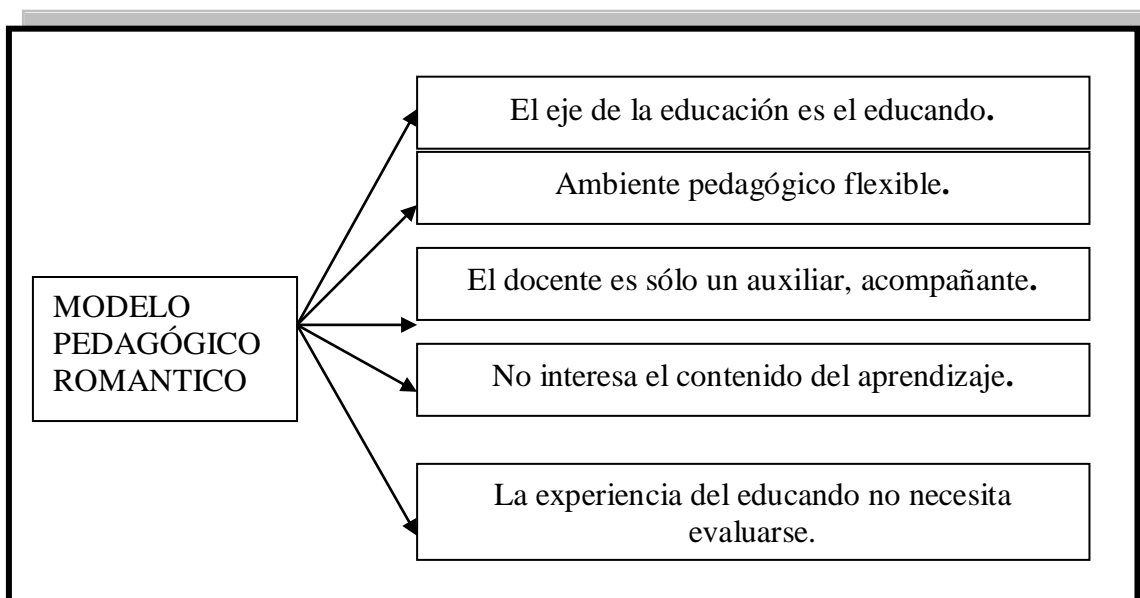 MODELO
PEDAGÓGICO
ROMANTICO
El eje de la educación es el educando.
Ambiente pedagógico flexible.
El docente es sólo un auxiliar, acompañante.
No interesa el contenido del aprendizaje.
La experiencia del educando no necesita
evaluarse.